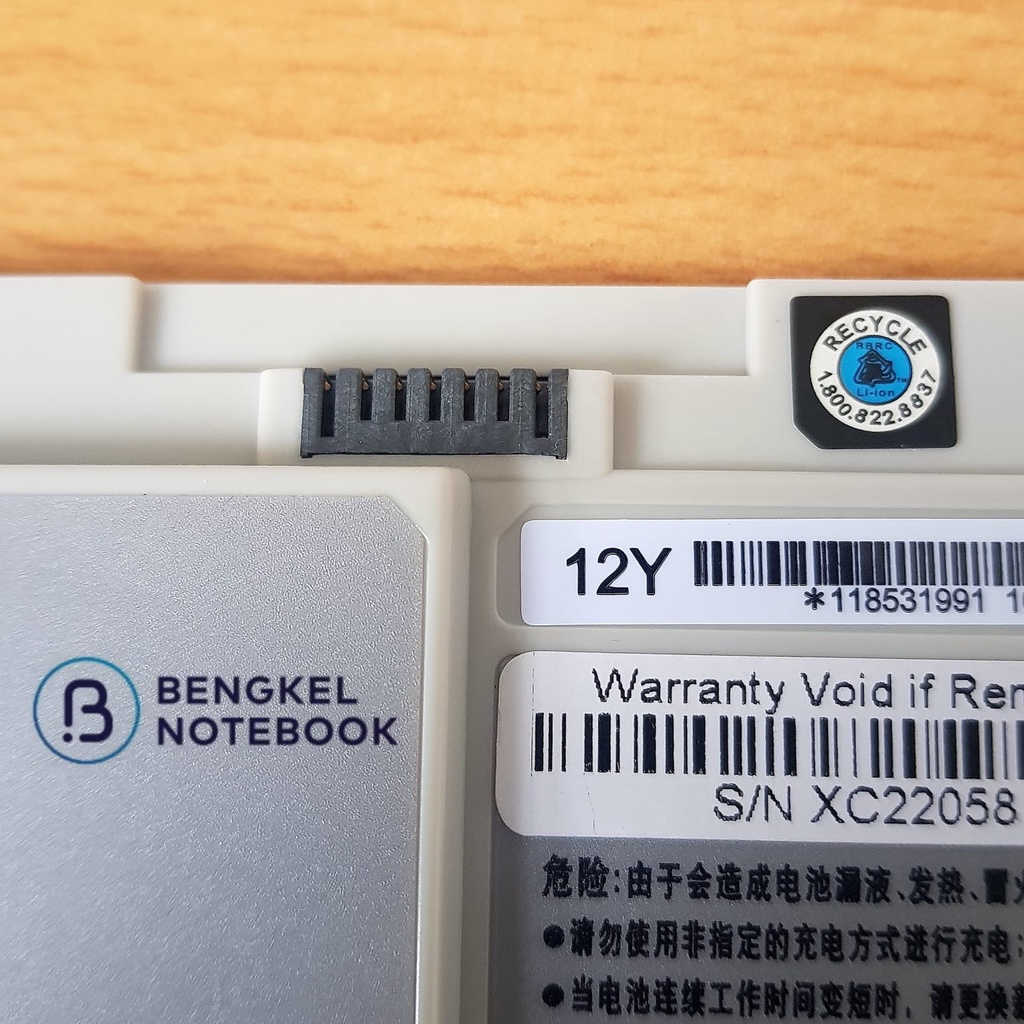 RECYCLE
RBRC
Li-ion
1.800.822.8837
12Y
*118531991
Warranty Void if
S/N XC22058
BENGKEL
NOTEBOOK
危险:由于会造成电池漏液、发热、冒
●请勿使用非指定的充电方式进行充电;
●当电池连续工作时间变短时，请更换